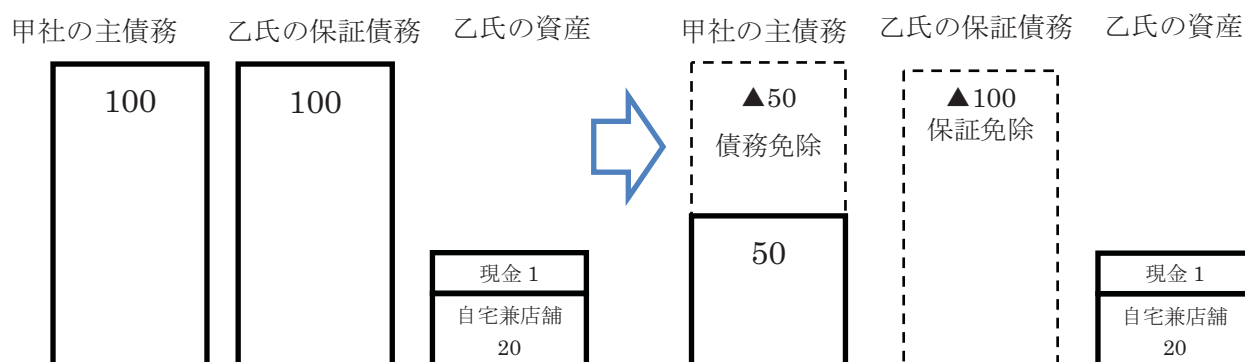 甲社の主債務 乙氏の保証債務 乙氏の資産
100
100
現金 1
自宅兼店舗
20
甲社の主債務 乙氏の保証債務 乙氏の資産
▲50
債務免除
50
▲100
保証免除
現金 1
自宅兼店舗
20